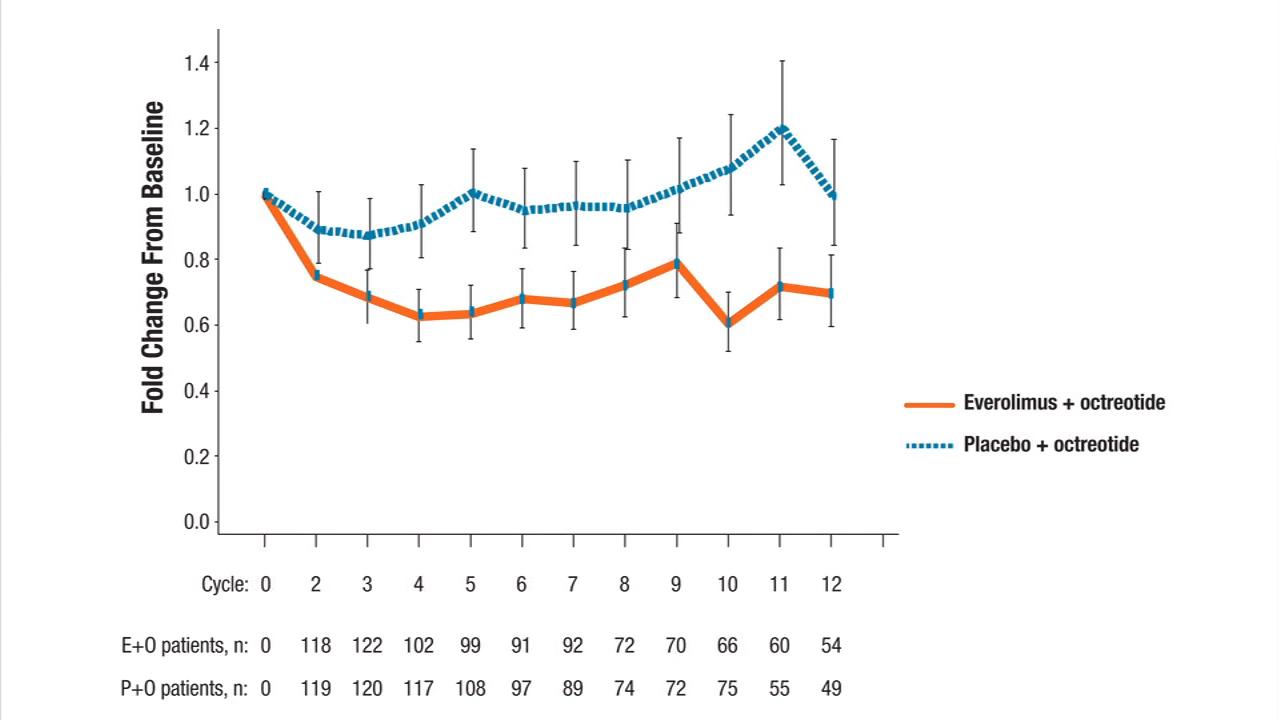 Fold Change From Baseline
1.4
1.2
1.0
0.8
0.6
0.4
0.2
0.0
Everolimus + octreotide
Placebo + octreotide
Cycle: 0 2 3 4 5 6 7 8 9 10 11 12
E+O patients, n: 0 118 122 102 99 91 92 72 70 66 60 54
P+O patients, n: 0 119 120 117 108 97 89 74 72 75 55 49